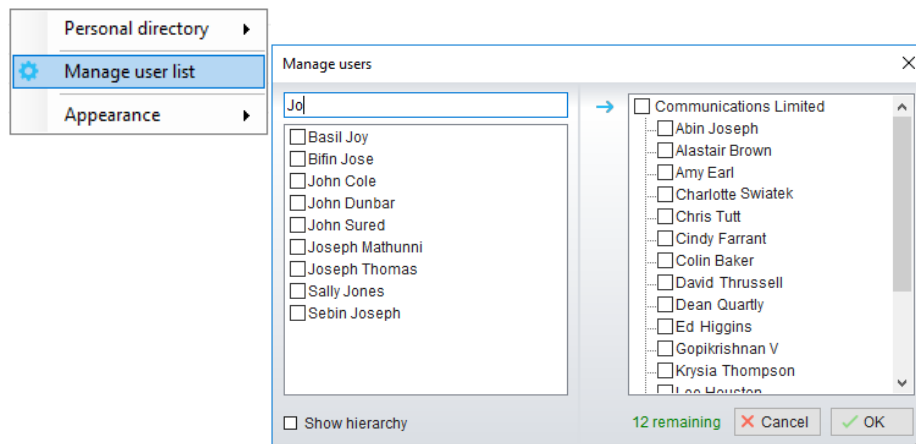 Personal directory
Manage user list
Appearance
Manage users
Jo
Basil Joy
Bifin Jose
John Cole
John Dunbar
John Sured
Joseph Mathunni
Joseph Thomas
Sally Jones
Sebin Joseph
Show hierarchy
Communications Limited
Abin Joseph
Alastair Brown
Amy Earl
Charlotte Swiatek
Chris Tutt
Cindy Farrant
Colin Baker
David Thrussell
Dean Quartly
Ed Higgins
Gopikrishnan V
Krysia Thompson
12 remaining
Cancel
OK